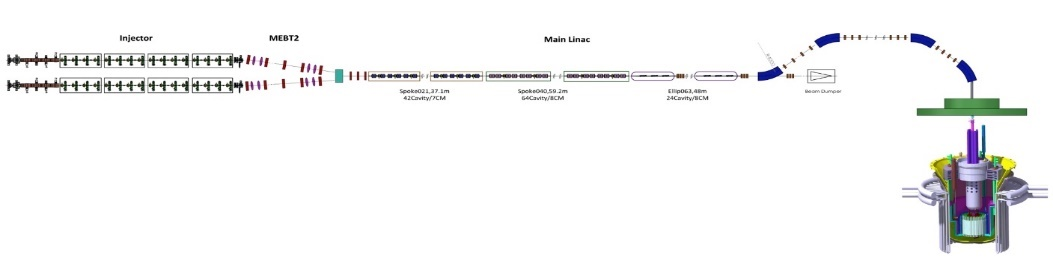 Injector
MEBT2
Main Linac
Spoke021,37.1m
42Cavity/7CM
Spoke040,59.2m
64Cavity/8CM
Ellip063,48m
24Cavity/8CM
Beam Dumper